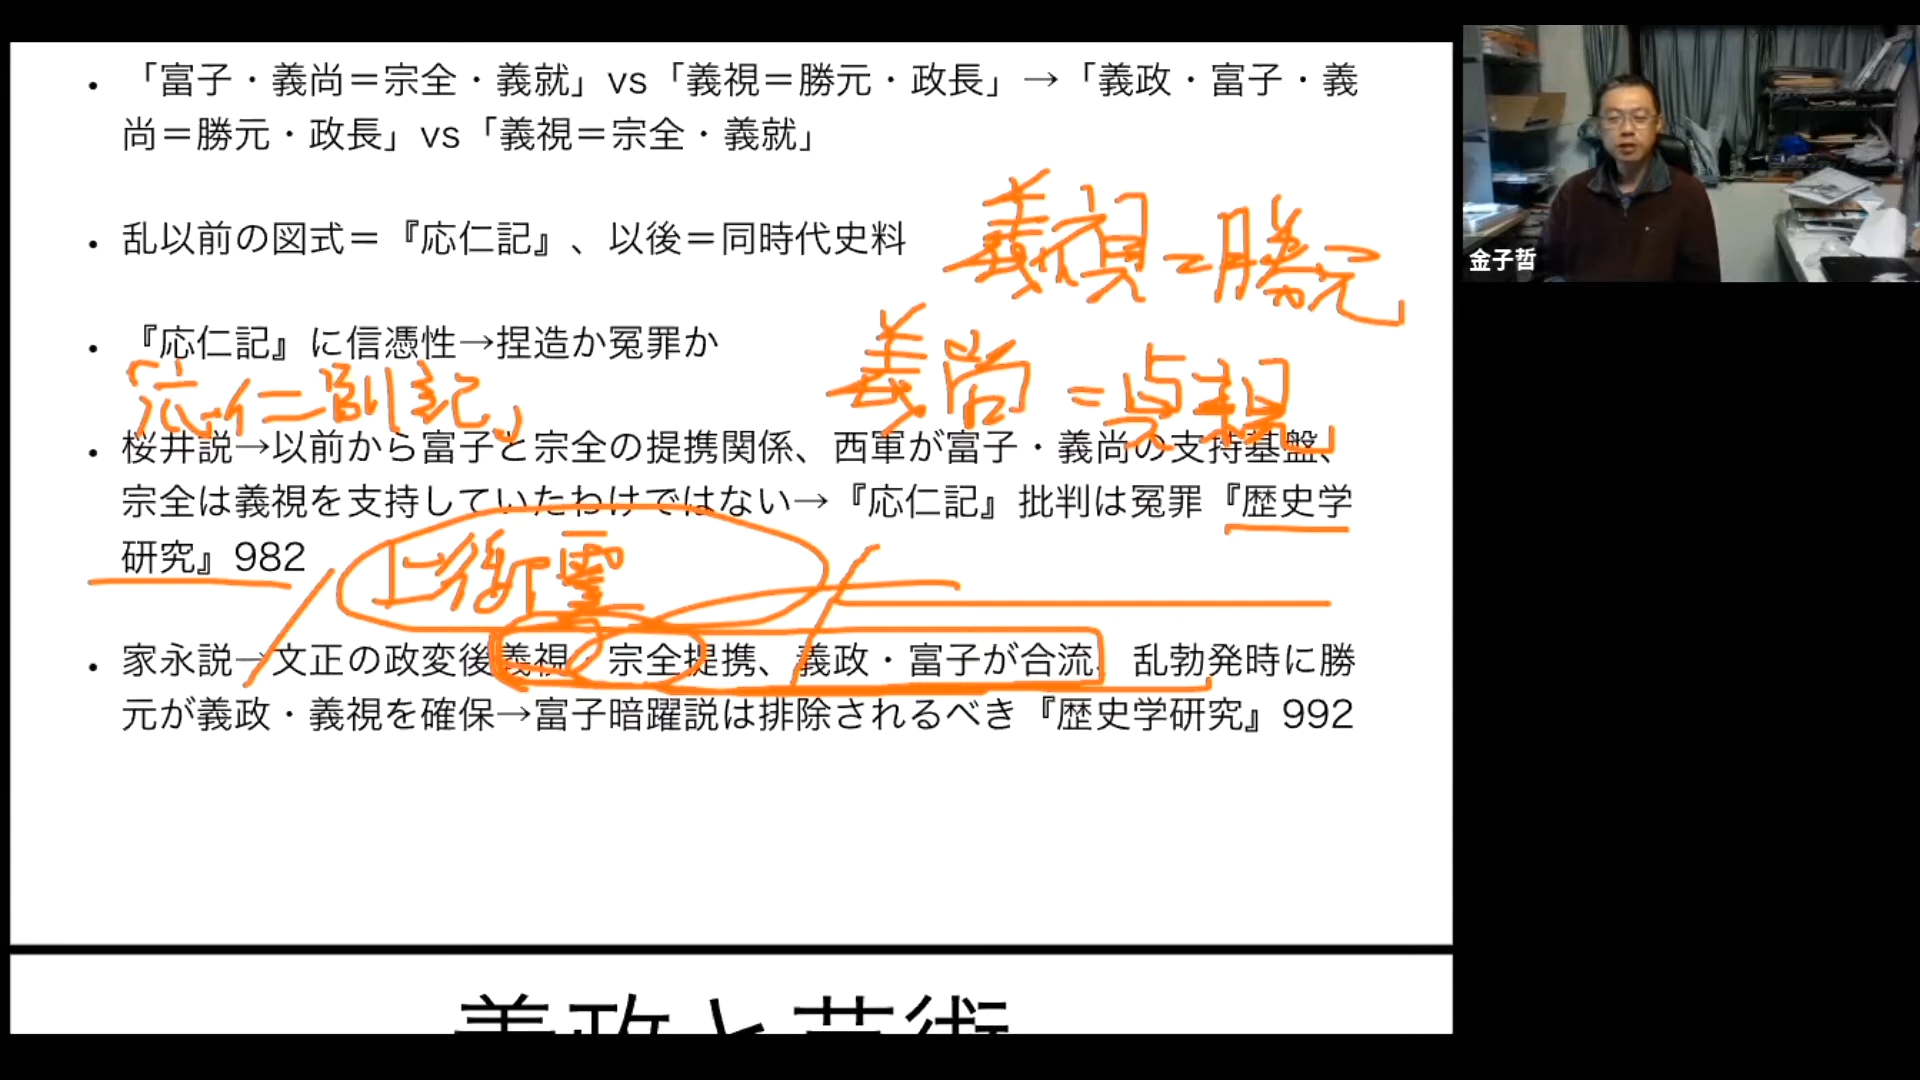 ・「富子・義尚＝宗全・義就」vs「義視＝勝元・政長」→「義政・富子・義
尚＝勝元・政長」vs「義視＝宗全・義就」
・乱以前の図式＝『応仁記』、以後＝同時代史料
義視＝勝元
・『応仁記』に信憑性→捏造か冤罪か
「応仁別記」
義尚＝貞親
・桜井説→以前から富子と宗全の提携関係、西軍が富子・義尚の支持基盤、
宗全は義視を支持していたわけではない→『応仁記』批判は冤罪『歴史学
研究』982
・家永説→文正の政変後義視・宗全提携、義政・富子が合流、乱勃発時に勝
元が義政・義視を確保→富子暗躍説は排除されるべき『歴史学研究』992
義政と芸術
金子哲